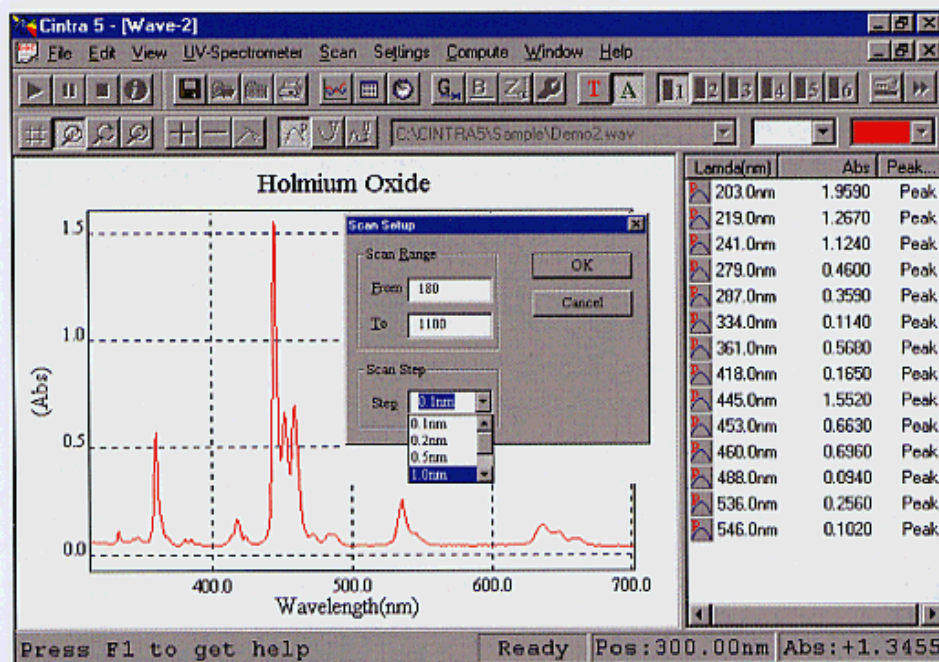 Cintra 5 - [Wave-2]
File Edit View UV-Spectrometer Scan Settings Compute Window Help
T A 1 2 3 4 5 6
C:\CINTRA5\Sample\Demo2.wav
Holmium Oxide
1.5
1.0
0.5
0.0
(Abs)
400.0 500.0 600.0 700.0
Wavelength(nm)
Scan Setup
Scan Range
From 180
To 1100
OK
Cancel
Scan Step
Step 0.1nm
0.1nm
0.2nm
0.5nm
1.0nm
Lamda(nm) Abs Peak...
203.0nm 1.9590 Peak
219.0nm 1.2670 Peak
241.0nm 1.1240 Peak
279.0nm 0.4600 Peak
287.0nm 0.3590 Peak
334.0nm 0.1140 Peak
361.0nm 0.5680 Peak
418.0nm 0.1650 Peak
445.0nm 1.5520 Peak
453.0nm 0.6630 Peak
460.0nm 0.6960 Peak
488.0nm 0.0940 Peak
536.0nm 0.2560 Peak
546.0nm 0.1020 Peak
Press F1 to get help Ready Pos:300.00nm Abs:+1.3455